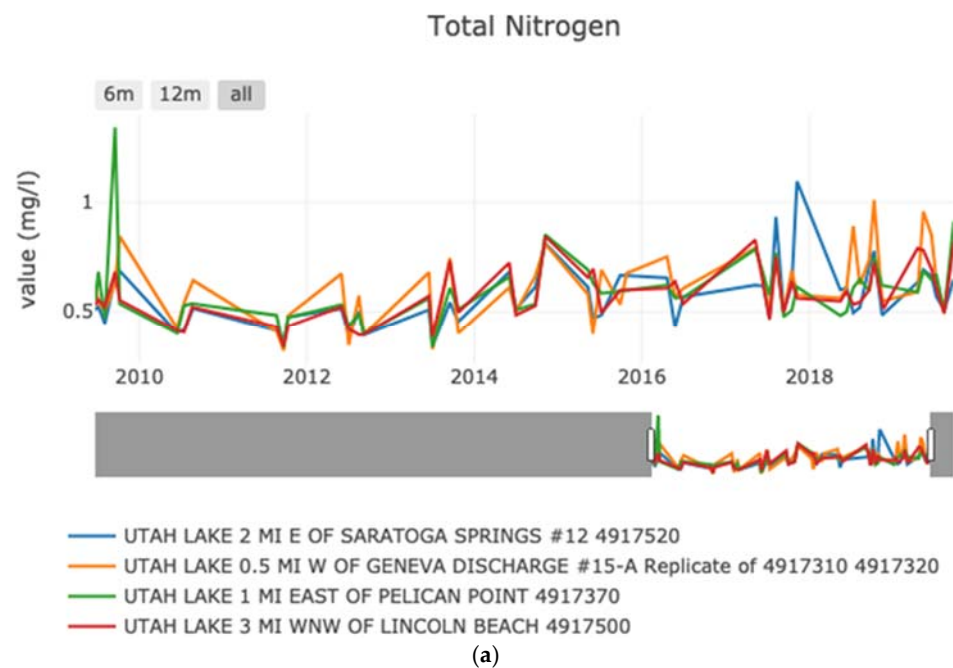 Total Nitrogen
6m 12m all
value (mg/l)
1
0.5
2010 2012 2014 2016 2018
UTAH LAKE 2 MI E OF SARATOGA SPRINGS #12 4917520
UTAH LAKE 0.5 MI W OF GENEVA DISCHARGE #15-A Replicate of 4917310 4917320
UTAH LAKE 1 MI EAST OF PELICAN POINT 4917370
UTAH LAKE 3 MI WNW OF LINCOLN BEACH 4917500
(a)